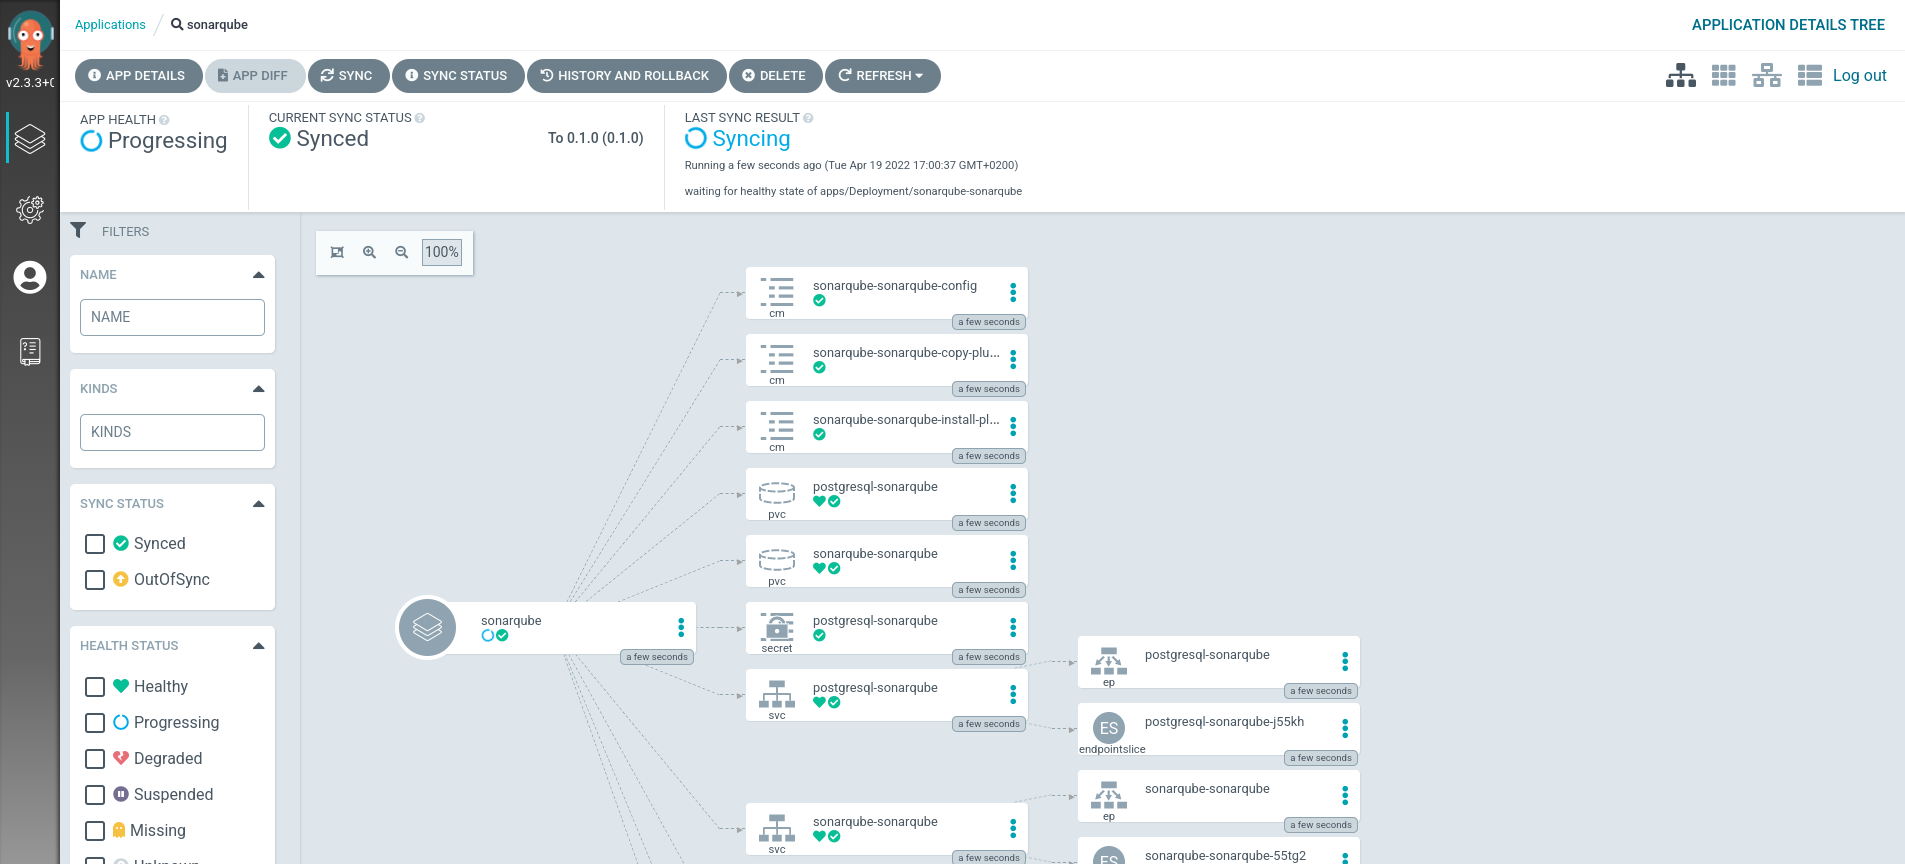 Applications / sonarqube
APPLICATION DETAILS TREE
v2.3.3+
APP DETAILS
APP DIFF
SYNC
SYNC STATUS
HISTORY AND ROLLBACK
DELETE
REFRESH
Log out
APP HEALTH
Progressing
CURRENT SYNC STATUS
Synced
To 0.1.0 (0.1.0)
LAST SYNC RESULT
Syncing
Running a few seconds ago (Tue Apr 19 2022 17:00:37 GMT+0200)
waiting for healthy state of apps/Deployment/sonarqube-sonarqube
FILTERS
NAME
NAME
KINDS
KINDS
SYNC STATUS
Synced
OutOfSync
HEALTH STATUS
Healthy
Progressing
Degraded
Suspended
Missing
Unknown
100%
sonarqube
a few seconds
sonarqube-sonarqube-config
cm
a few seconds
sonarqube-sonarqube-copy-plu...
cm
a few seconds
sonarqube-sonarqube-install-pl...
cm
a few seconds
postgresql-sonarqube
pvc
a few seconds
sonarqube-sonarqube
pvc
a few seconds
postgresql-sonarqube
secret
a few seconds
postgresql-sonarqube
svc
a few seconds
sonarqube-sonarqube
svc
a few seconds
postgresql-sonarqube
ep
a few seconds
ES
postgresql-sonarqube-j55kh
endpointslice
a few seconds
sonarqube-sonarqube
ep
a few seconds
ES
sonarqube-sonarqube-55tg2